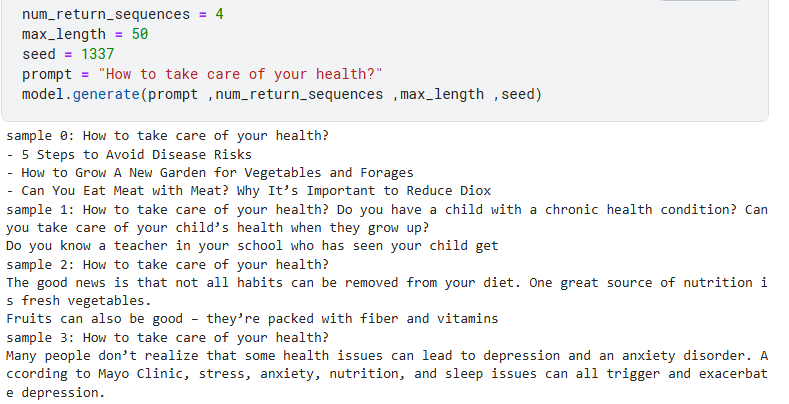 num_return_sequences = 4
max_length = 50
seed = 1337
prompt = "How to take care of your health?"
model.generate(prompt ,num_return_sequences ,max_length ,seed)
sample 0: How to take care of your health?
- 5 Steps to Avoid Disease Risks
- How to Grow A New Garden for Vegetables and Forages
- Can You Eat Meat with Meat? Why It’s Important to Reduce Diox
sample 1: How to take care of your health? Do you have a child with a chronic health condition? Can
you take care of your child’s health when they grow up?
Do you know a teacher in your school who has seen your child get
sample 2: How to take care of your health?
The good news is that not all habits can be removed from your diet. One great source of nutrition i
s fresh vegetables.
Fruits can also be good – they’re packed with fiber and vitamins
sample 3: How to take care of your health?
Many people don’t realize that some health issues can lead to depression and an anxiety disorder. A
ccording to Mayo Clinic, stress, anxiety, nutrition, and sleep issues can all trigger and exacerbat
e depression.